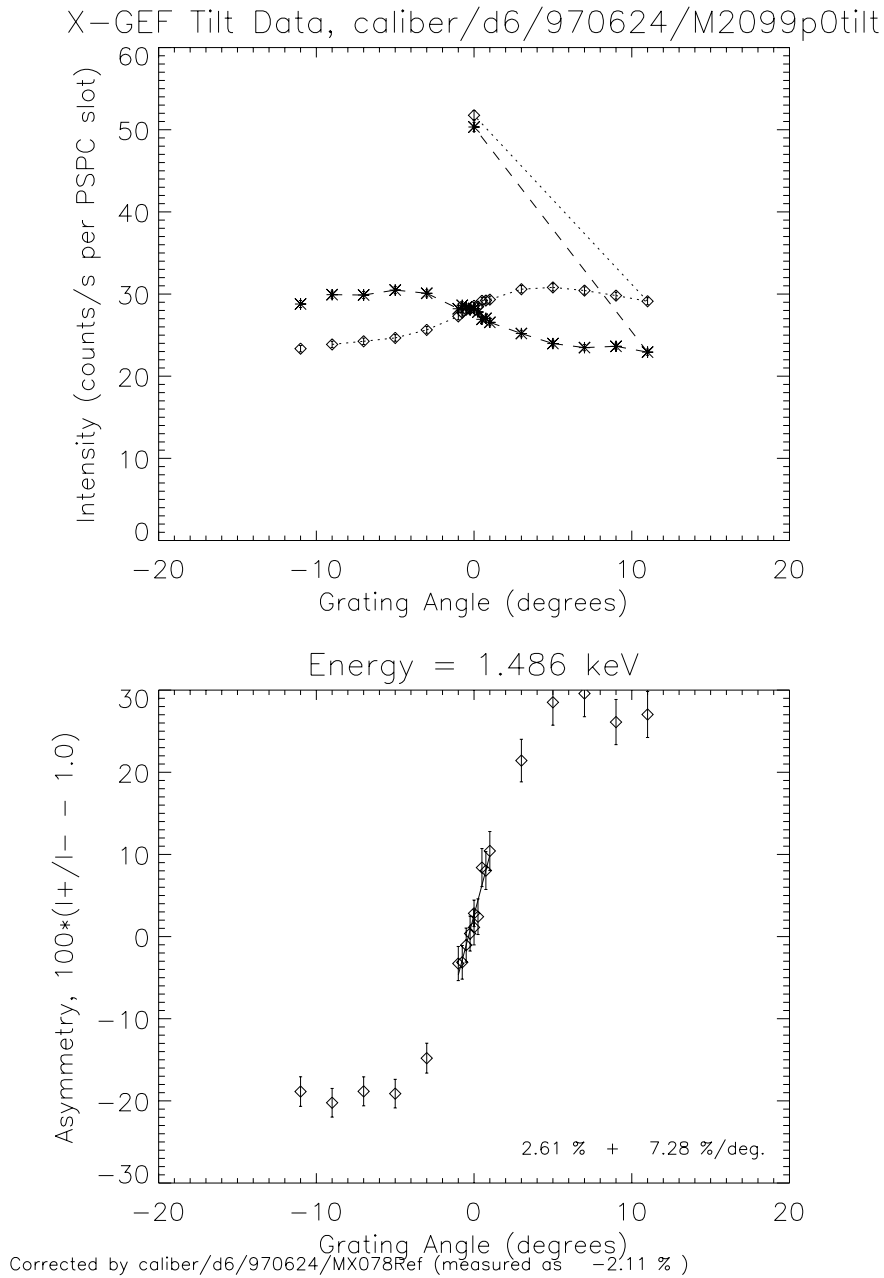 X-GEF Tilt Data, caliber/d6/970624/M2099p0tilt
Intensity (counts/s per PSPC slot)
60
50
40
30
20
10
0
-20 -10 0 10 20
Grating Angle (degrees)
Energy = 1.486 keV
Asymmetry, 100*(I+/I- - 1.0)
30
20
10
0
-10
-20
-30
2.61 % + 7.28 %/deg.
-20 -10 0 10 20
Grating Angle (degrees)
Corrected by caliber/d6/970624/MX078Ref (measured as -2.11 % )